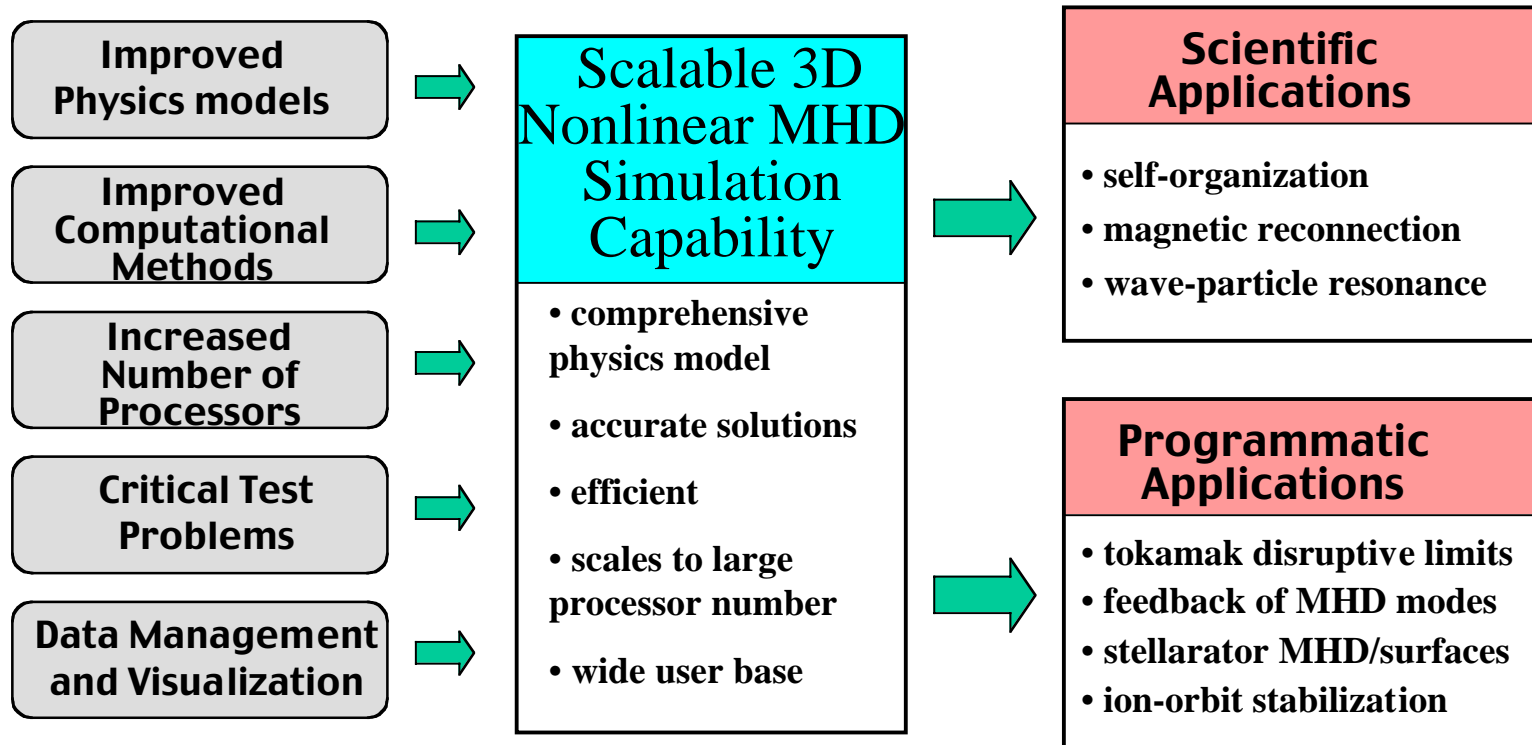 Improved
Physics models
Improved
Computational
Methods
Increased
Number of
Processors
Critical Test
Problems
Data Management
and Visualization
Scalable 3D
Nonlinear MHD
Simulation
Capability
• comprehensive
physics model
• accurate solutions
• efficient
• scales to large
processor number
• wide user base
Scientific
Applications
• self-organization
• magnetic reconnection
• wave-particle resonance
Programmatic
Applications
• tokamak disruptive limits
• feedback of MHD modes
• stellarator MHD/surfaces
• ion-orbit stabilization